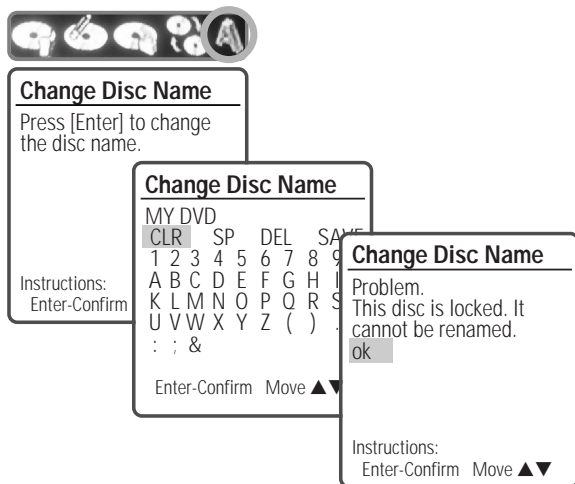 Change Disc Name
Press [Enter] to change
the disc name.
Instructions:
Enter-Confirm
Change Disc Name
MY DVD
CLR SP DEL SAVE
1 2 3 4 5 6 7 8 9
A B C D E F G H I
K L M N O P Q R S
U V W X Y Z ( ) .
: ; &
Enter-Confirm Move ▲▼
Change Disc Name
Problem.
This disc is locked. It
cannot be renamed.
ok
Instructions:
Enter-Confirm Move ▲▼